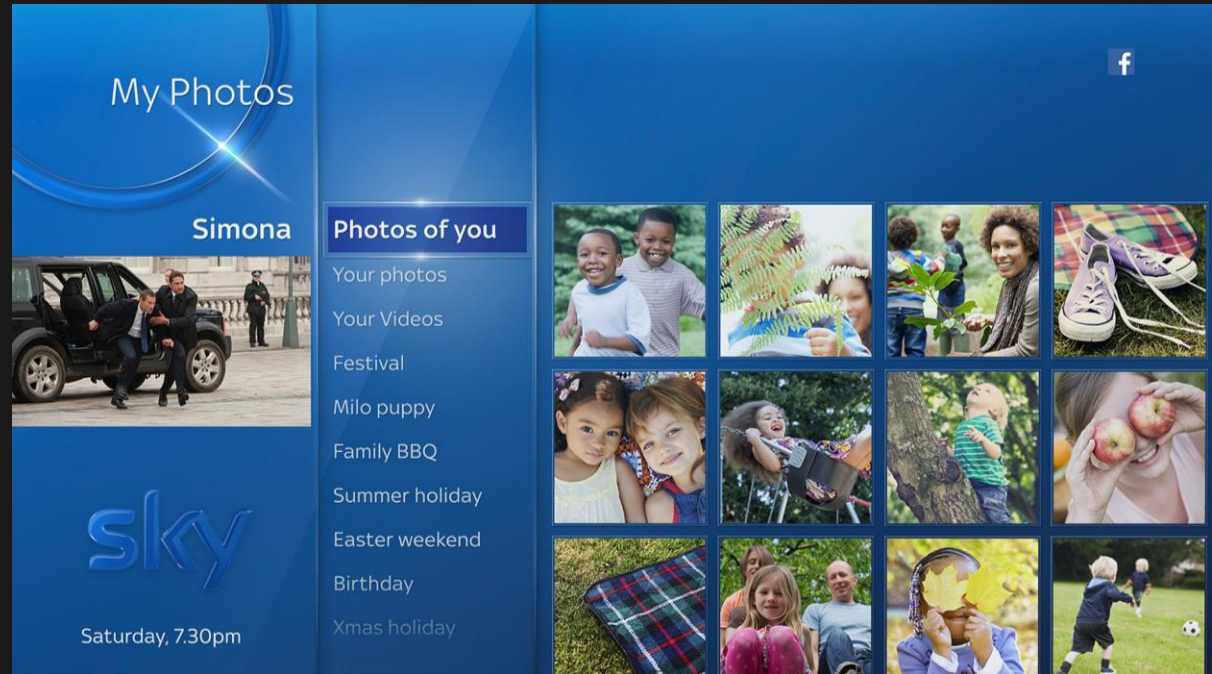 My Photos
Simona
sky
Saturday, 7.30pm
Photos of you
Your photos
Your Videos
Festival
Milo puppy
Family BBQ
Summer holiday
Easter weekend
Birthday
Xmas holiday
f